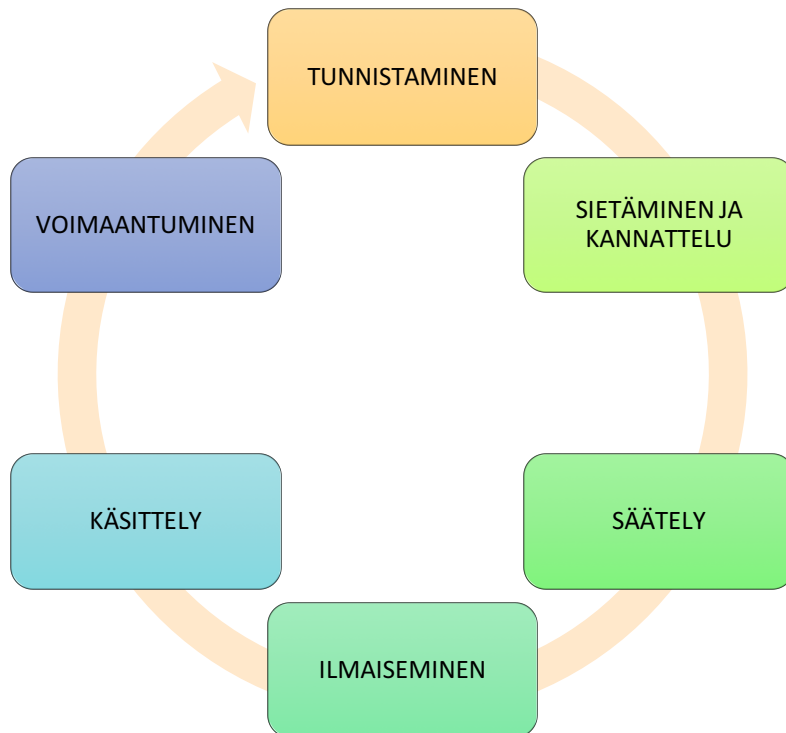 TUNNISTAMINEN
SIETÄMINEN JA
KANNATTELU
SÄÄTELY
ILMAISEMINEN
KÄSITTELY
VOIMAANTUMINEN